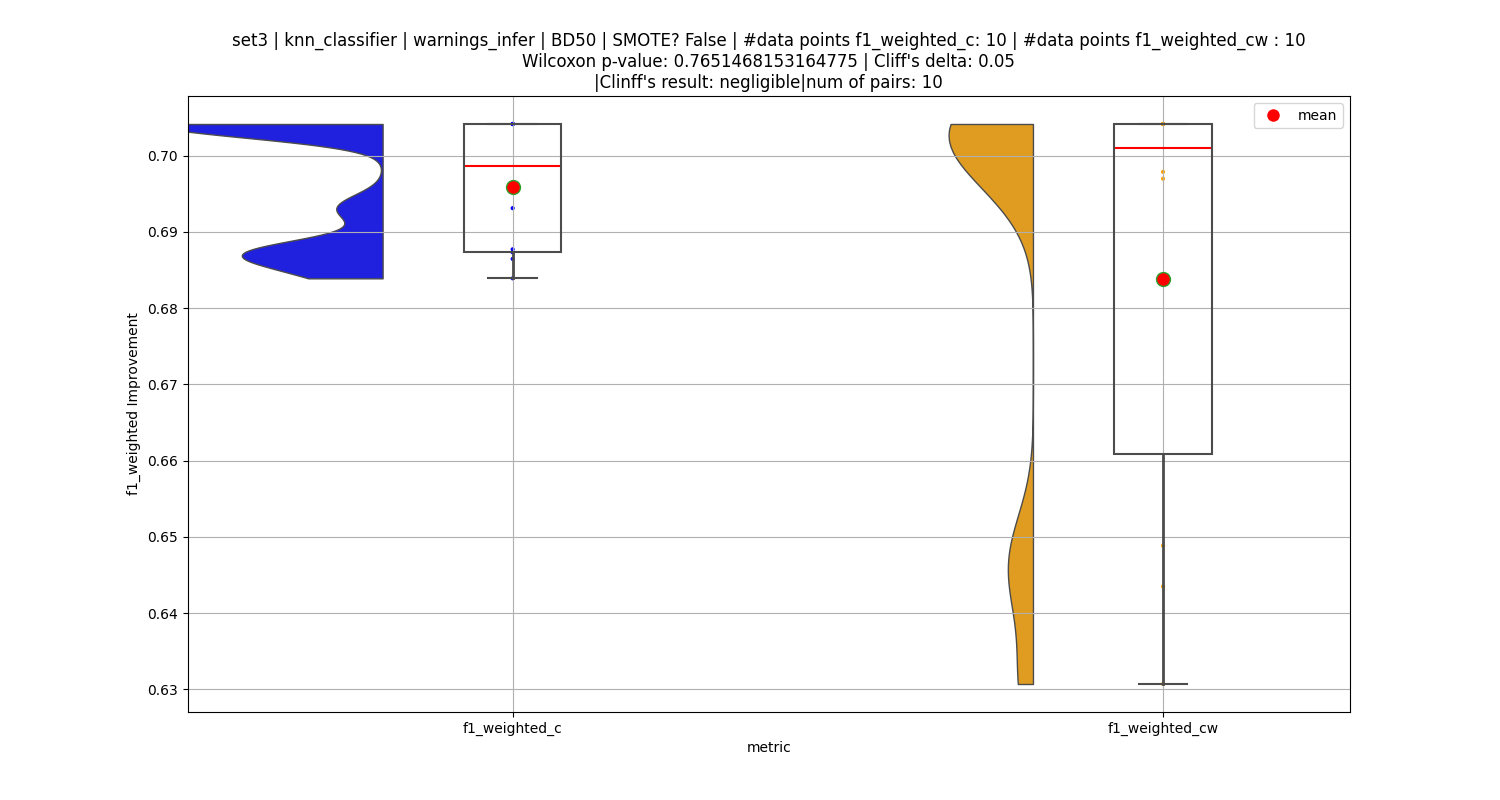 set3 | knn_classifier | warnings_infer | BD50 | SMOTE? False | #data points f1_weighted_c: 10 | #data points f1_weighted_cw : 10
Wilcoxon p-value: 0.7651468153164775 | Cliff's delta: 0.05
|Clinff's result: negligible|num of pairs: 10
mean
0.70
0.69
0.68
0.67
0.66
0.65
0.64
0.63
f1_weighted Improvement
f1_weighted_c
f1_weighted_cw
metric